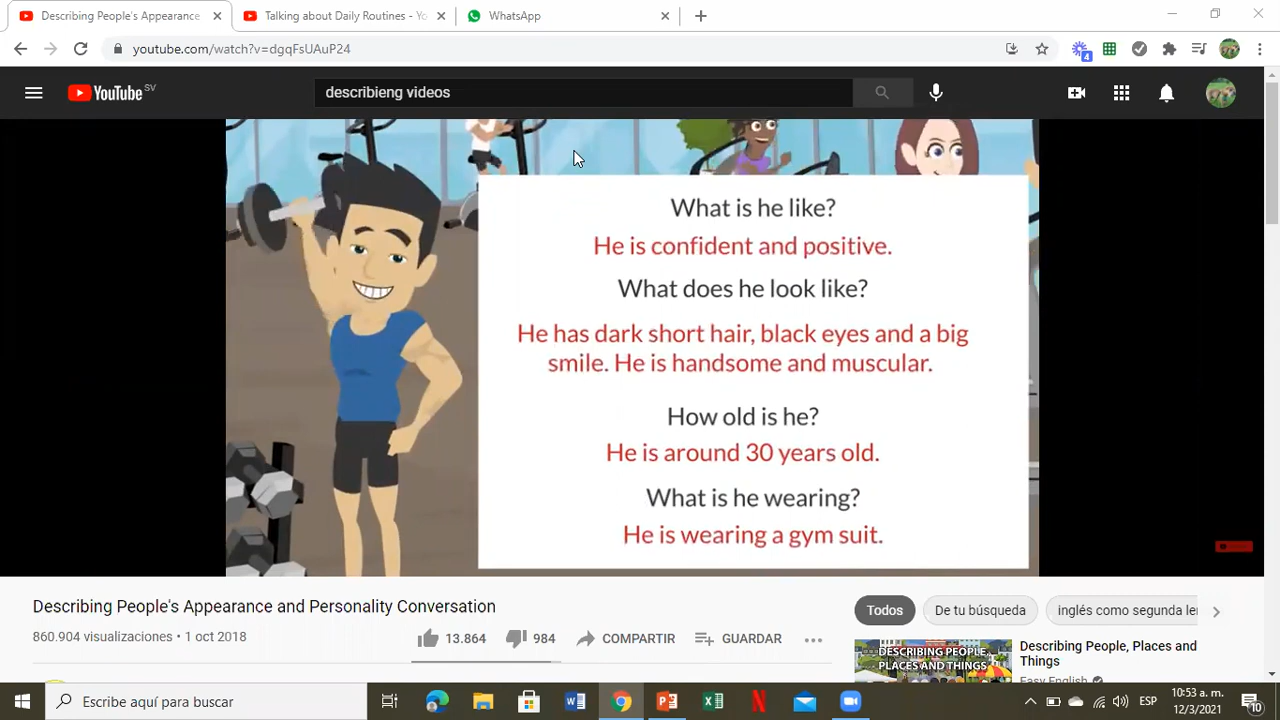 Describing People's Appearance
Talking about Daily Routines - Yo
WhatsApp
youtube.com/watch?v=dgqFsUAuP24
4
YouTube SV
describieng videos
What is he like?
He is confident and positive.
What does he look like?
He has dark short hair, black eyes and a big
smile. He is handsome and muscular.
How old is he?
He is around 30 years old.
What is he wearing?
He is wearing a gym suit.
Describing People's Appearance and Personality Conversation
860.904 visualizaciones • 1 oct 2018
13.864
984
COMPARTIR
GUARDAR
Todos
De tu búsqueda
inglés como segunda len
DESCRIBING PEOPLE,
PLACES AND THINGS
Describing People, Places and
Things
Easy English
Escribe aquí para buscar
ESP
10:53 a. m.
12/3/2021
10